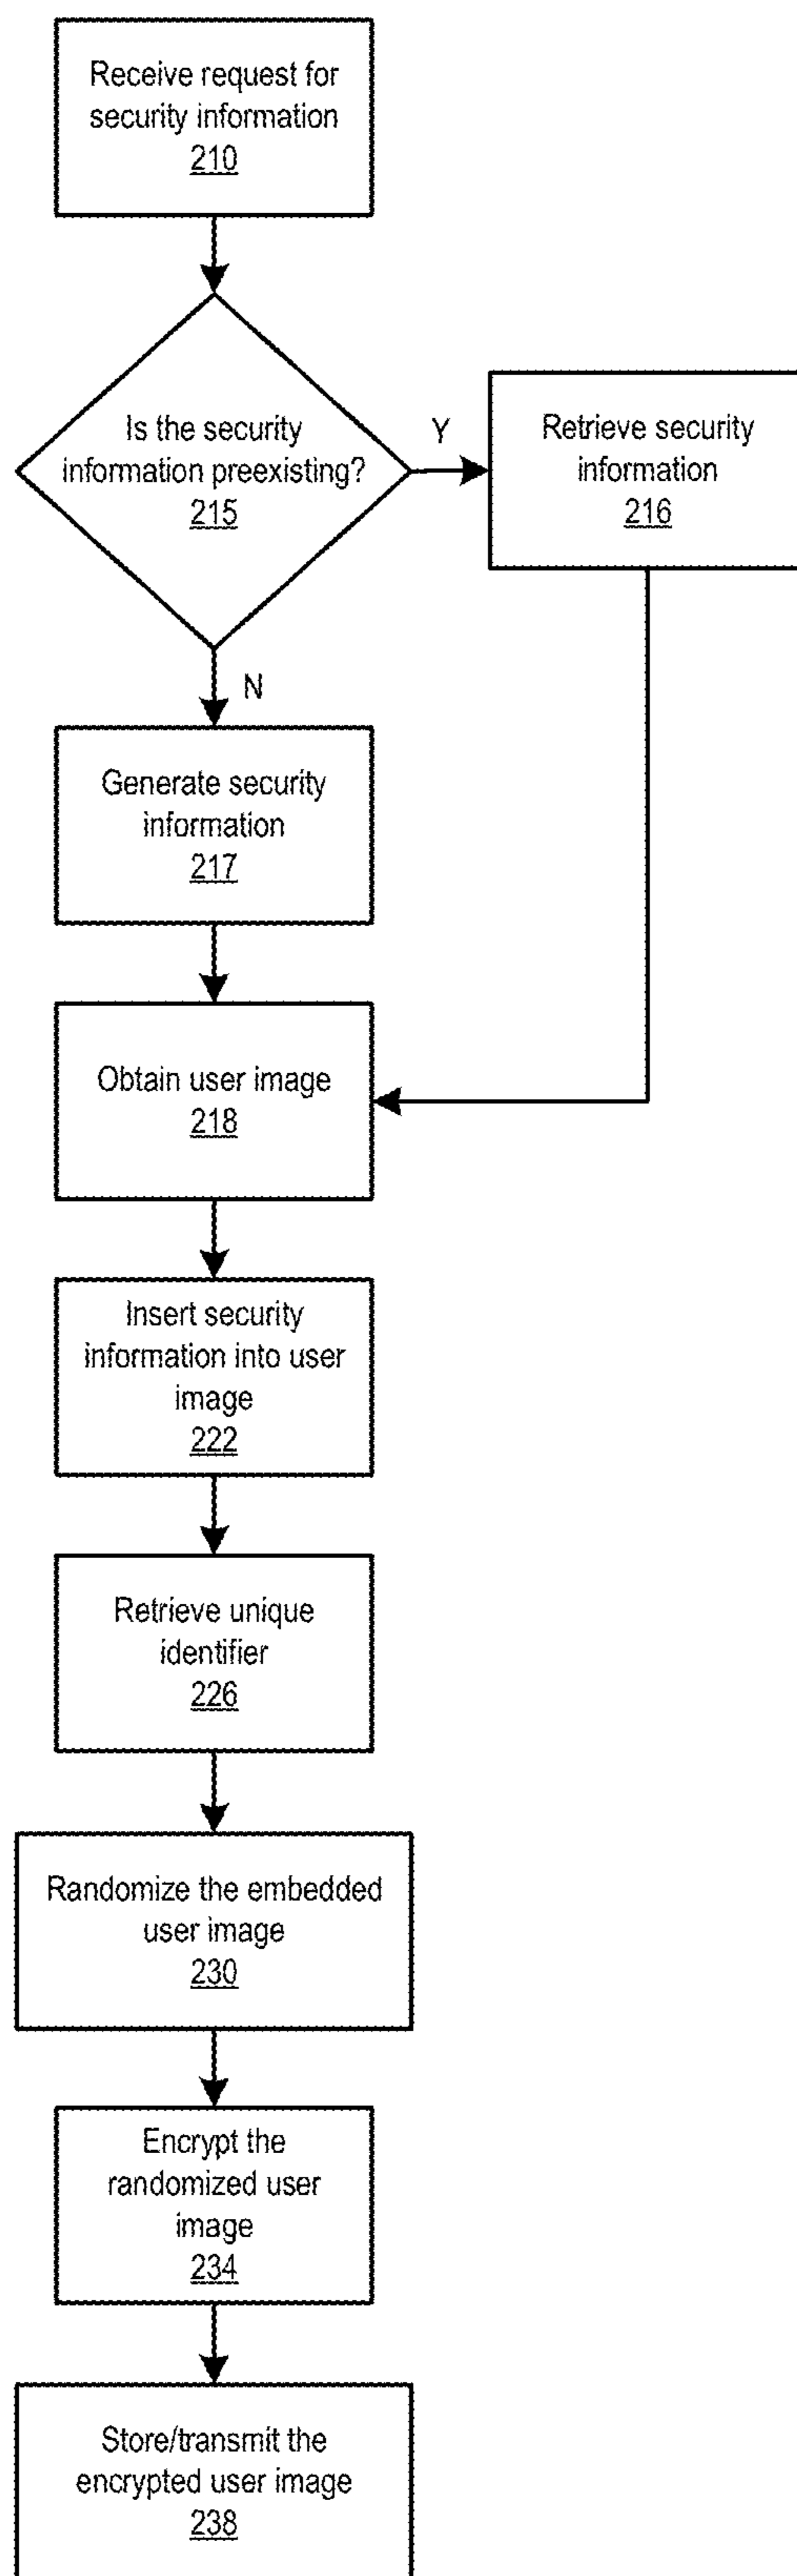 Receive request for
security information
210
Is the security
information preexisting?
215
Y
Retrieve security
information
216
N
Generate security
information
217
Obtain user image
218
Insert security
information into user
image
222
Retrieve unique
identifier
226
Randomize the embedded
user image
230
Encrypt the
randomized user
image
234
Store/transmit the
encrypted user image
238